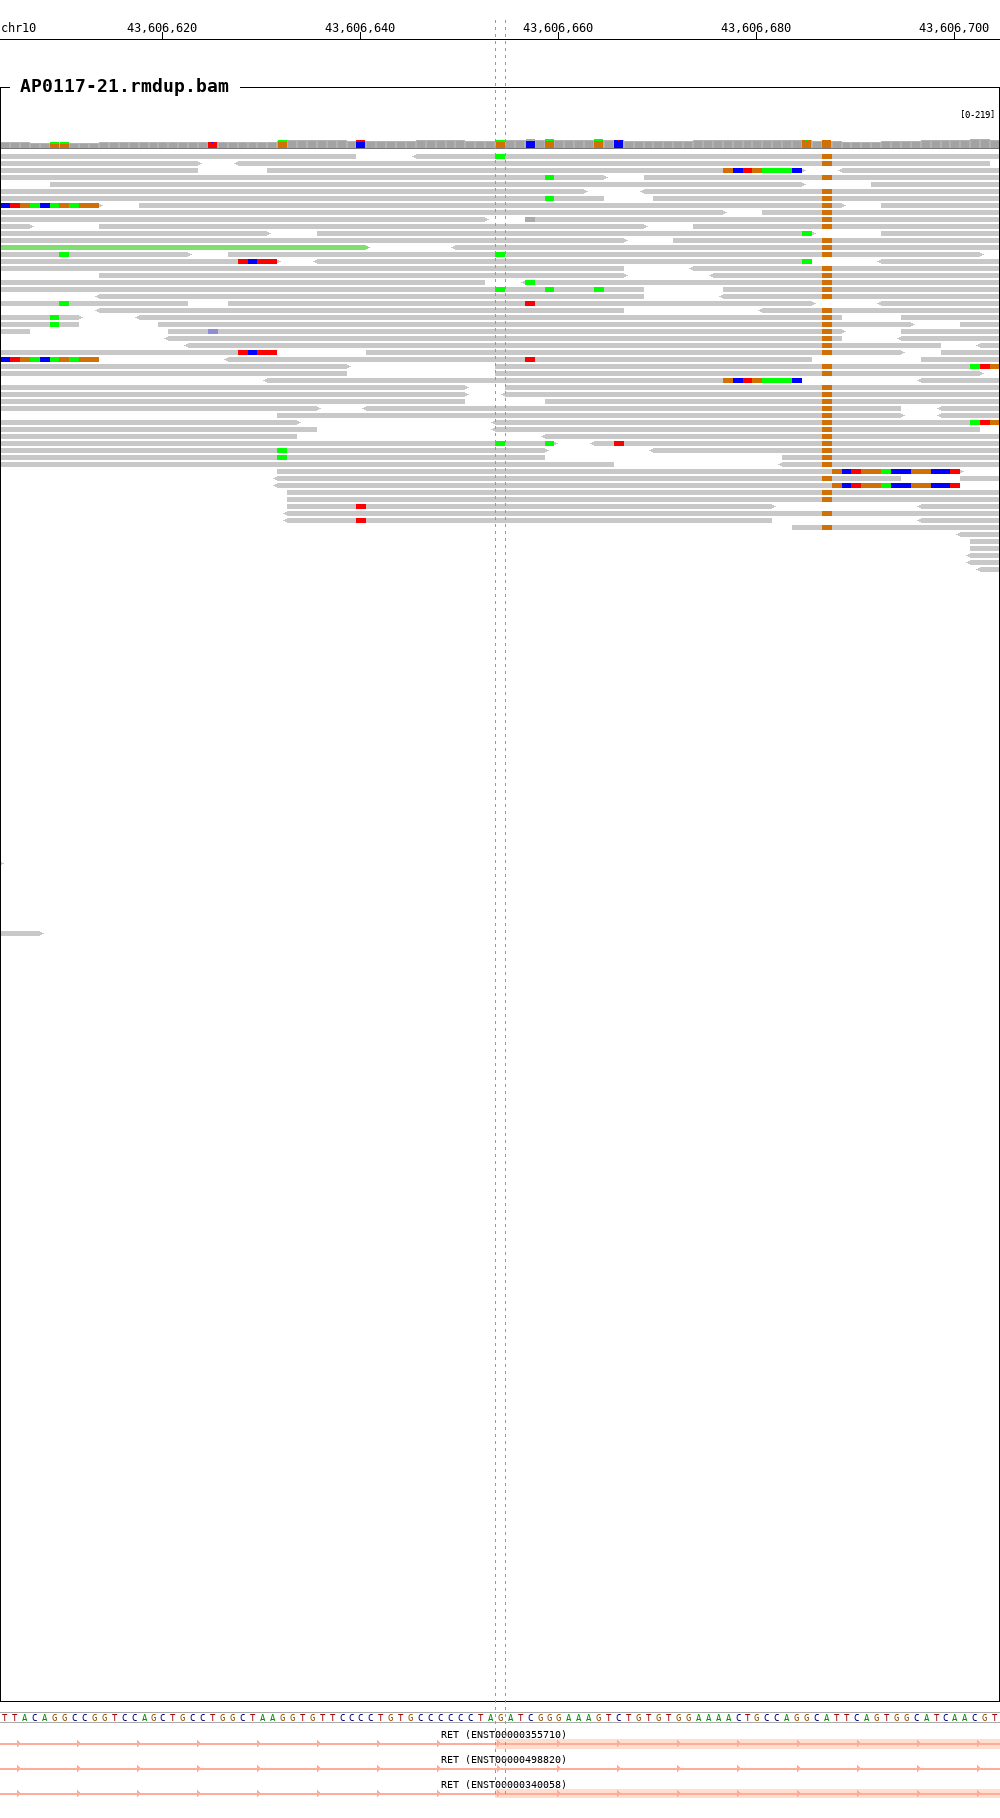 chr10 43,606,620 43,606,640 43,606,660 43,606,680 43,606,700
AP0117-21.rmdup.bam
[0-219]
TTACAGGCCGGTCCAGCTGCCTGGCTAAGGTGTTCCCCTGTGCCCCCCTAGATCGGGAAAGTCTGTGTGGAAAACTGCCAGGCATTCAGTGGCATCAACGT
RET (ENST00000355710)
RET (ENST00000498820)
RET (ENST00000340058)